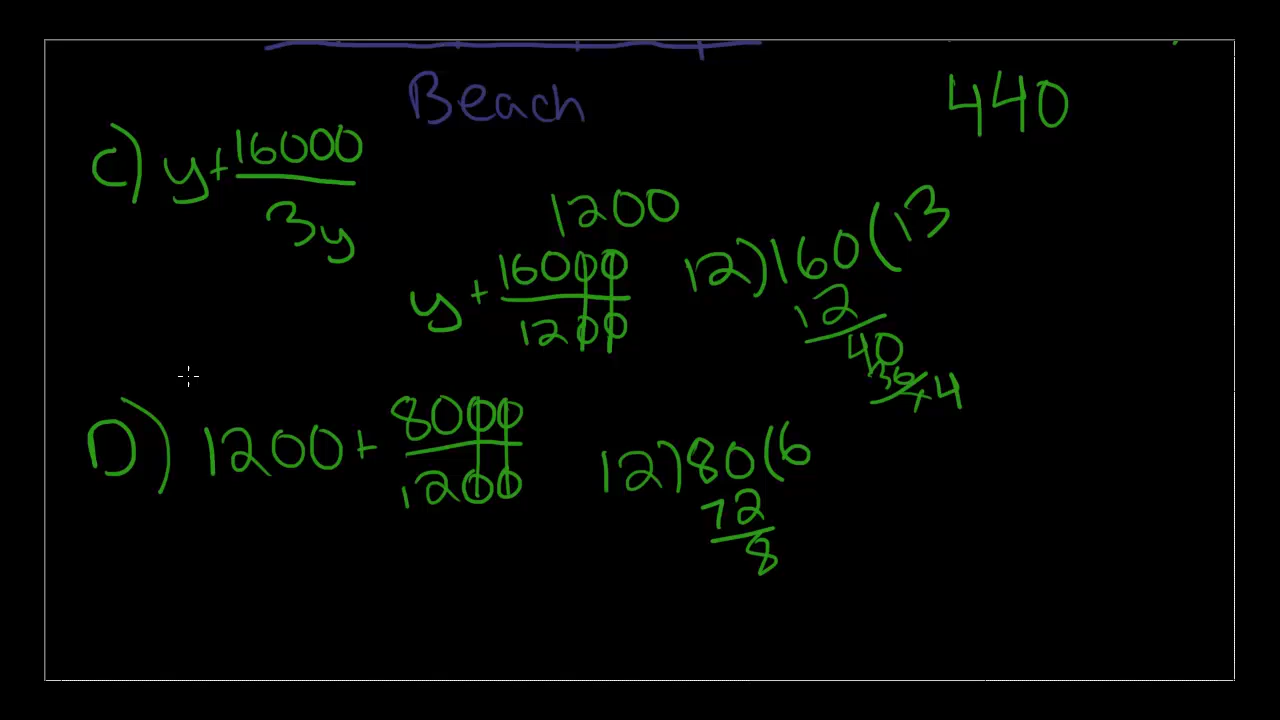 Beach
440
C) y+ 16000
3y
1200
y + 16000
1200
12)160(13
12
40
36
4
D) 1200 + 8000
1200
12)80(6
72
8